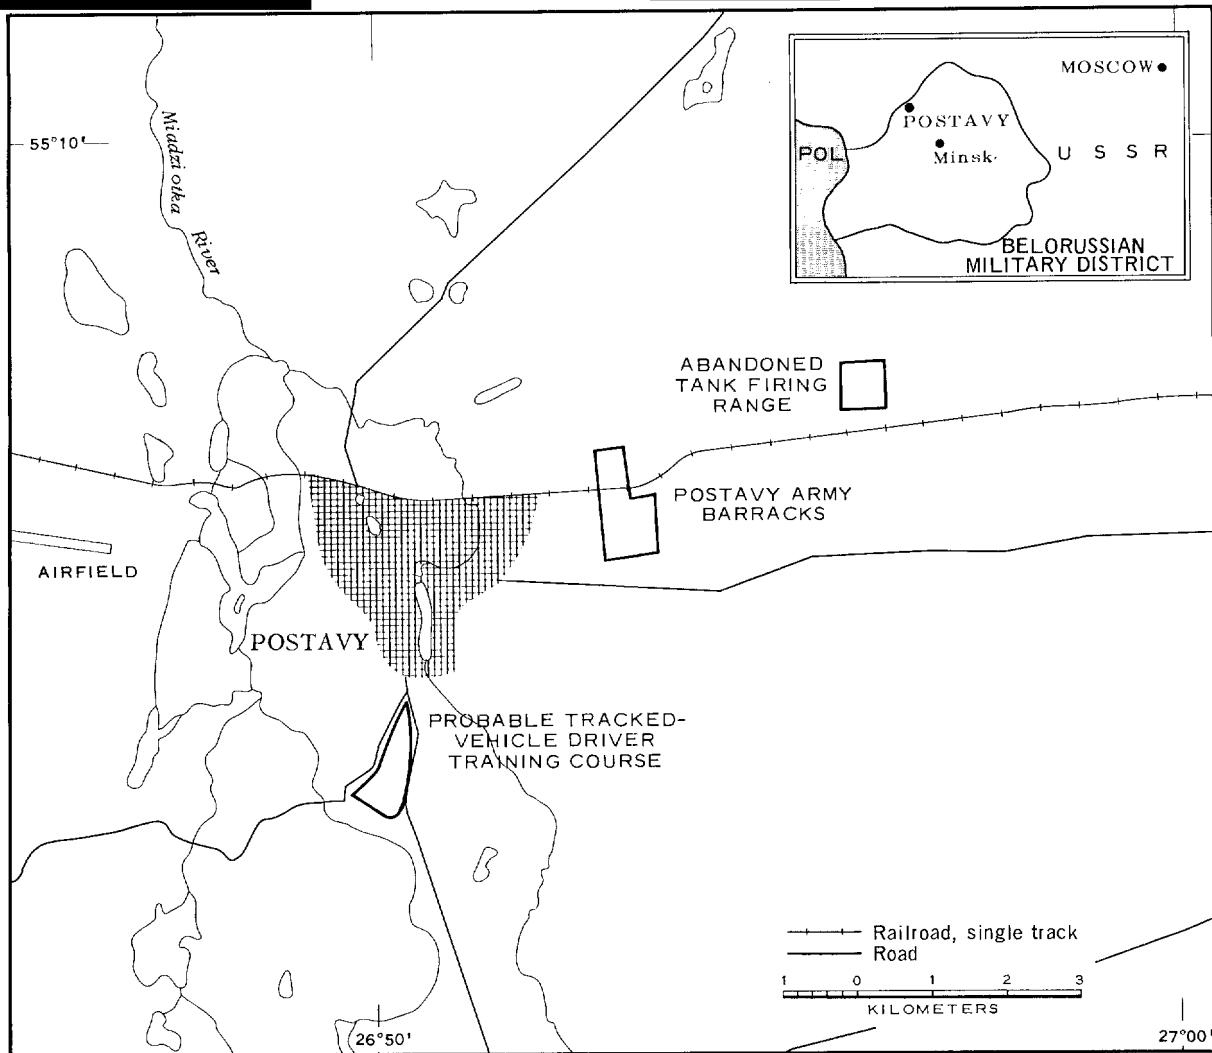 55°10'
Miadziotka
River
MOSCOW
POSTAVY
Minsk
POL
U S S R
BELORUSSIAN
MILITARY DISTRICT
ABANDONED
TANK FIRING
RANGE
POSTAVY ARMY
BARRACKS
AIRFIELD
POSTAVY
PROBABLE TRACKED-
VEHICLE DRIVER
TRAINING COURSE
Railroad, single track
Road
1 0 1 2 3
KILOMETERS
26°50'
27°00'